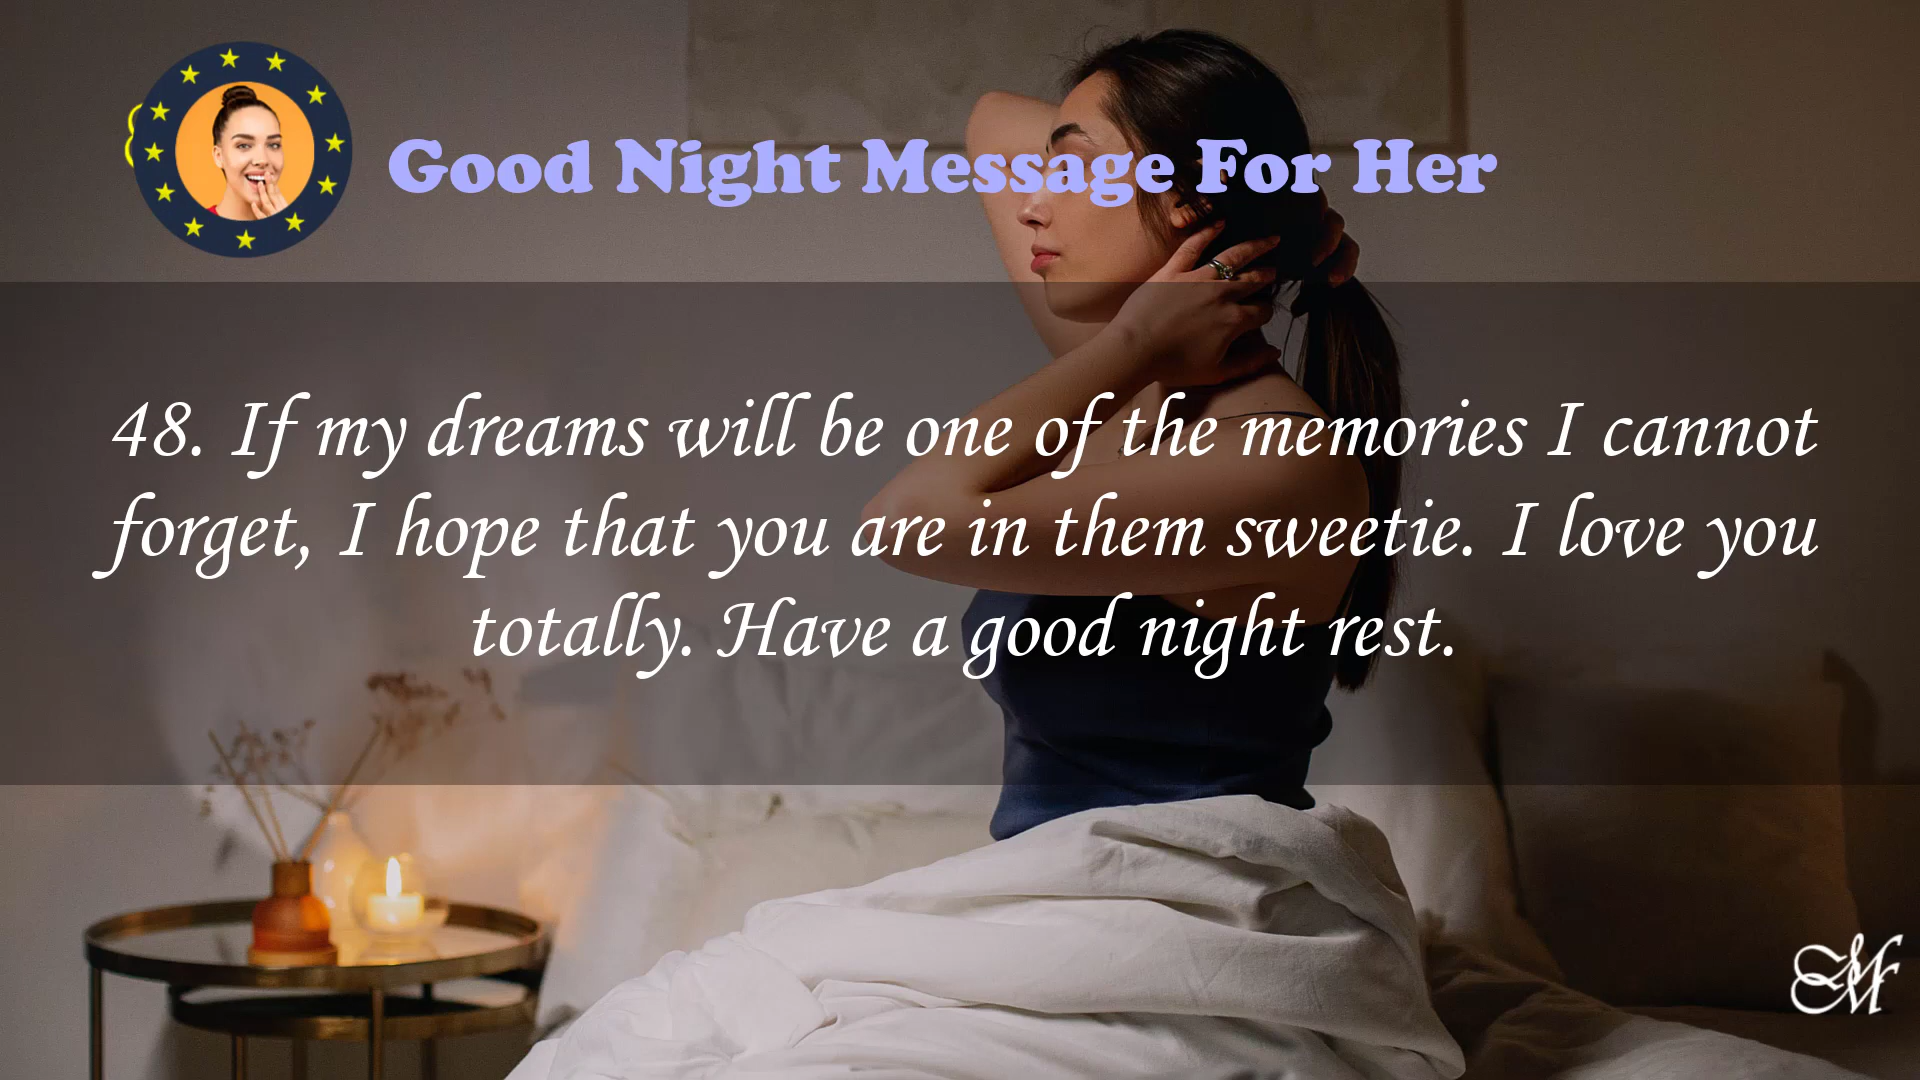 Good Night Message For Her
48. If my dreams will be one of the memories I cannot
forget, I hope that you are in them sweetie. I love you
totally. Have a good night rest.